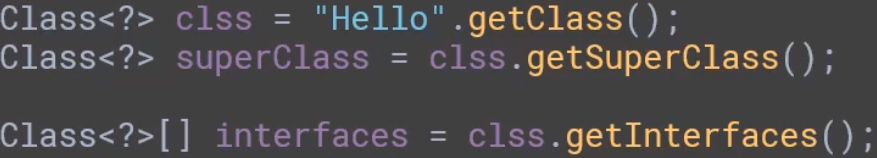 Class<?> clss = "Hello".getClass();
Class<?> superClass = clss.getSuperClass();
Class<?>[] interfaces = clss.getInterfaces();